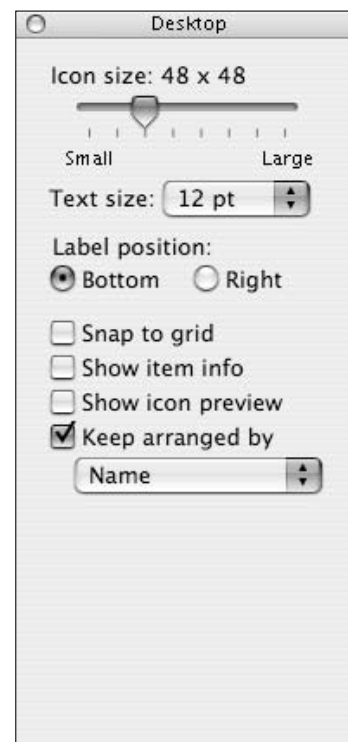 Desktop
Icon size: 48 x 48
Small Large
Text size: 12 pt
Label position:
Bottom Right
Snap to grid
Show item info
Show icon preview
Keep arranged by
Name